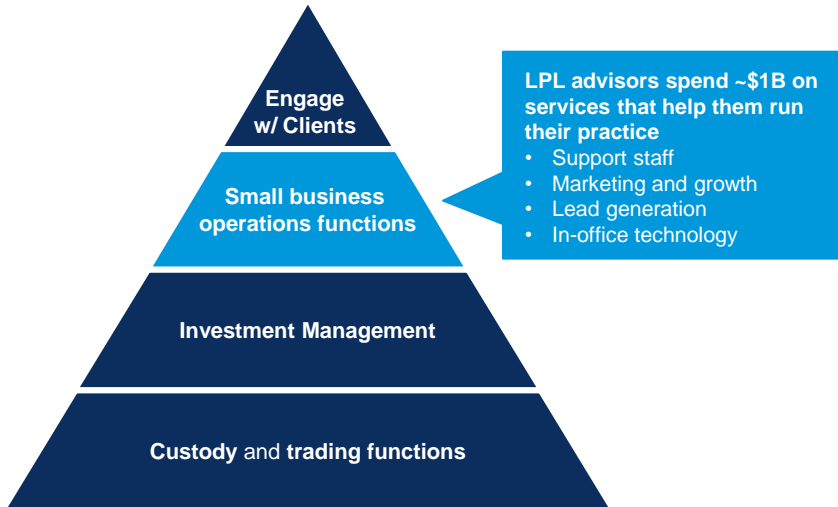 Engage
w/ Clients
Small business
operations functions
Investment Management
Custody and trading functions
LPL advisors spend ~$1B on
services that help them run
their practice
• Support staff
• Marketing and growth
• Lead generation
• In-office technology